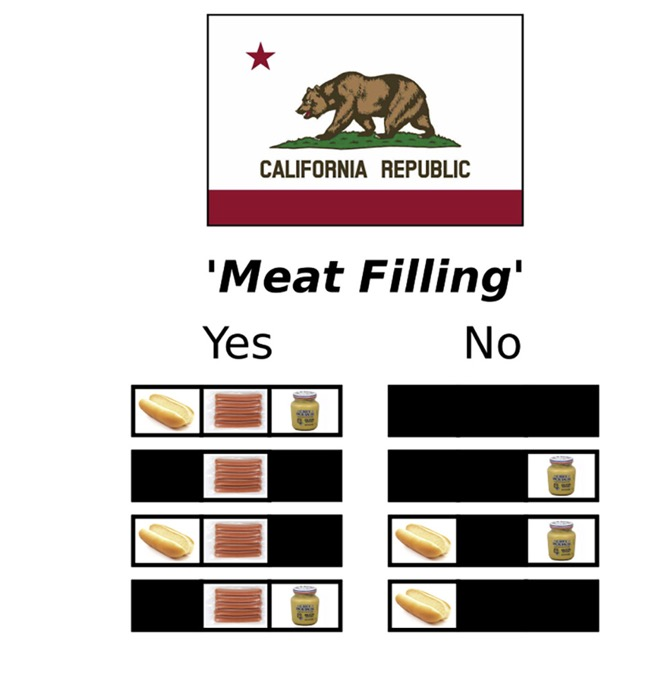 CALIFORNIA REPUBLIC
'Meat Filling'
Yes No